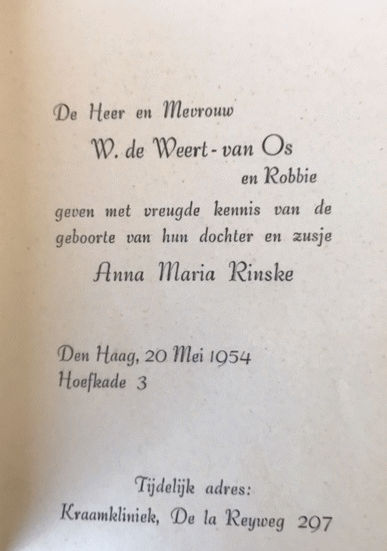 De Heer en Mevrouw
W. de Weert-van Os
en Robbie
geven met vreugde kennis van de
geboorte van hun dochter en zusje
Anna Maria Rinske
Den Haag, 20 Mei 1954
Hoefkade 3
Tijdelijk adres:
Kraamkliniek, De la Reyweg 297